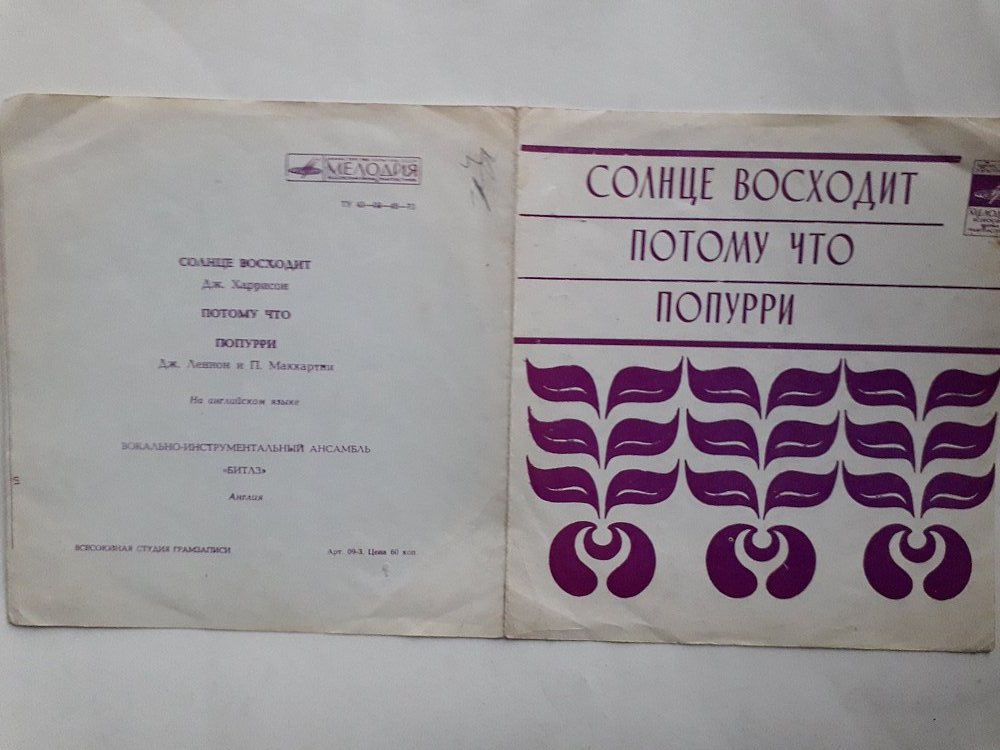 МЕЛОДИЯ
СОЛНЦЕ ВОСХОДИТ
Дж. Харрисон
ПОТОМУ ЧТО
ПОПУРРИ
Дж. Леннон и П. Маккартни
На английском языке
ВОКАЛЬНО-ИНСТРУМЕНТАЛЬНЫЙ АНСАМБЛЬ
«БИТЛЗ»
Англия
ВСЕСОЮЗНАЯ СТУДИЯ ГРАМЗАПИСИ
Арт. 09-3. Цена 60 коп.
СОЛНЦЕ ВОСХОДИТ
ПОТОМУ ЧТО
ПОПУРРИ